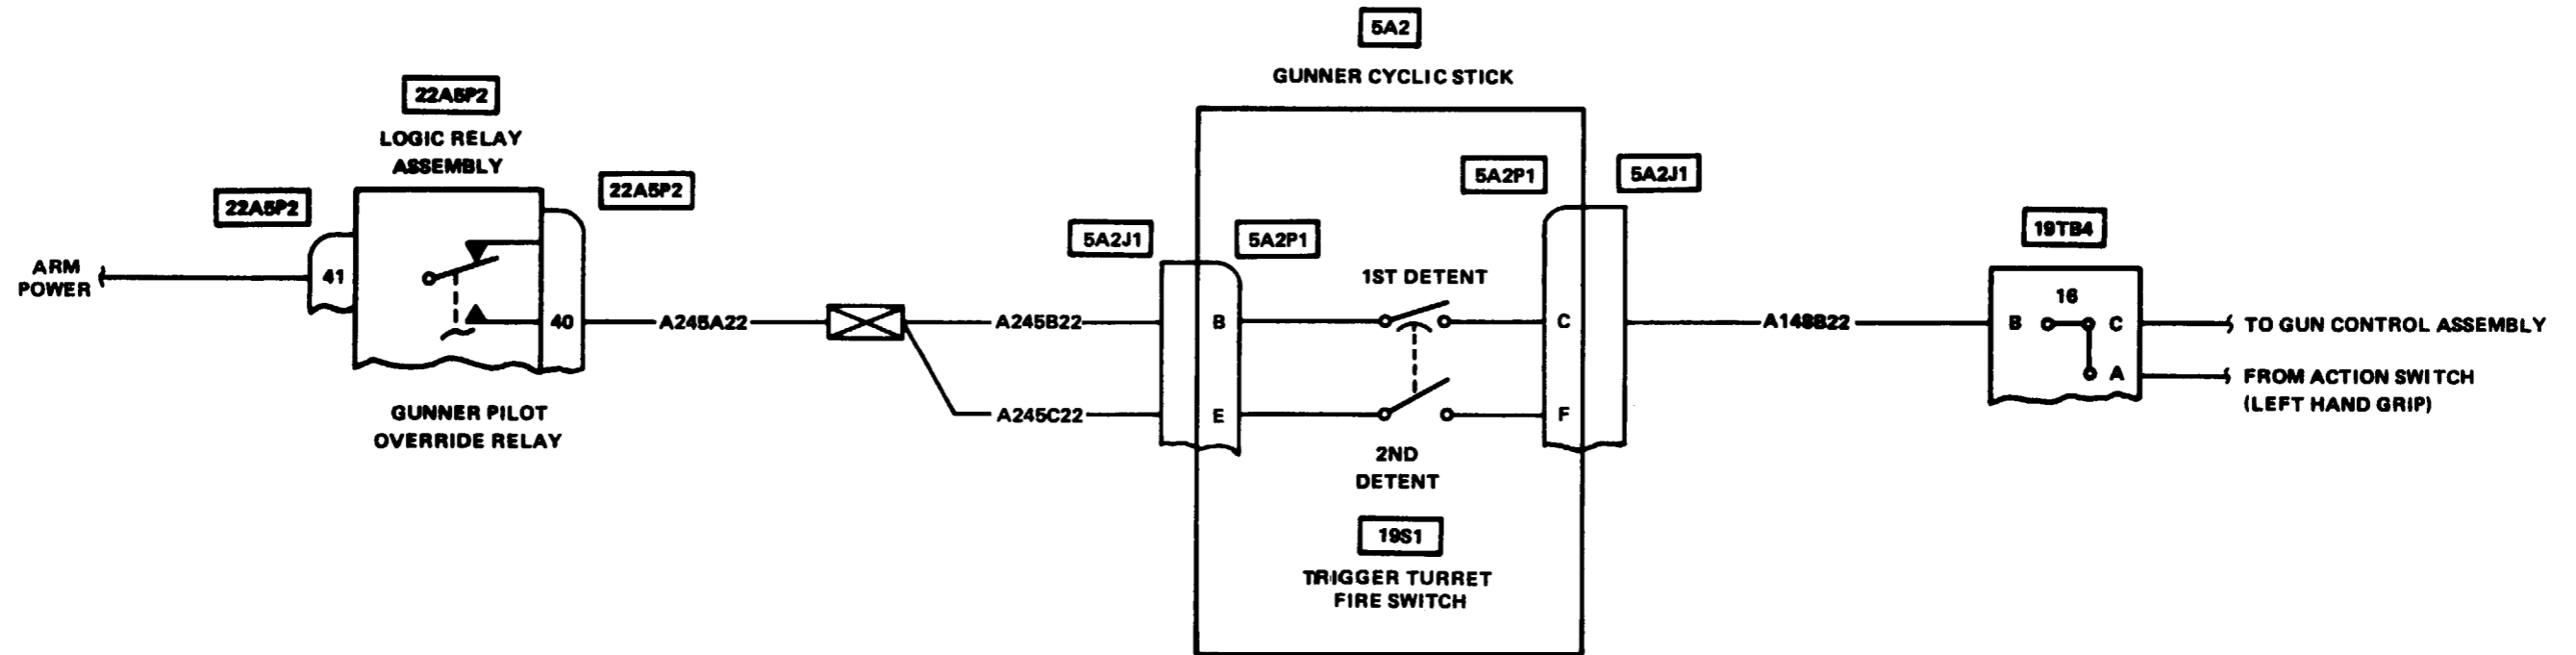 5A2
GUNNER CYCLIC STICK
22A5P2
LOGIC RELAY
ASSEMBLY
22A5P2
22A5P2
ARM
POWER
41
40
GUNNER PILOT
OVERRIDE RELAY
A245A22
A245B22
A245C22
5A2J1
5A2P1
B
E
1ST DETENT
2ND
DETENT
19S1
TRIGGER TURRET
FIRE SWITCH
5A2P1
5A2J1
C
F
A148B22
19TB4
16
B
C
A
TO GUN CONTROL ASSEMBLY
FROM ACTION SWITCH
(LEFT HAND GRIP)